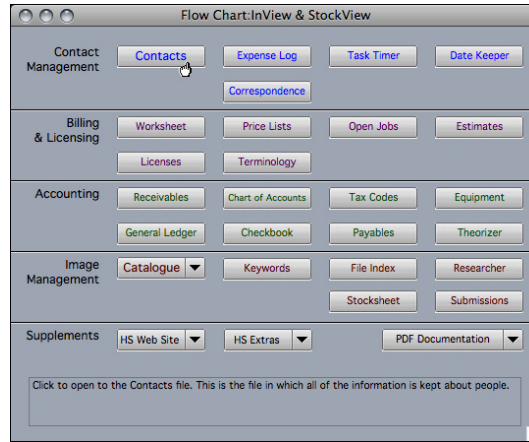 Flow Chart:InView & StockView
Contact
Management
Contacts
Expense Log
Task Timer
Date Keeper
Correspondence
Billing
& Licensing
Worksheet
Price Lists
Open Jobs
Estimates
Licenses
Terminology
Accounting
Receivables
Chart of Accounts
Tax Codes
Equipment
General Ledger
Checkbook
Payables
Theorizer
Image
Management
Catalogue
Keywords
File Index
Researcher
Stocksheet
Submissions
Supplements
HS Web Site
HS Extras
PDF Documentation
Click to open to the Contacts file. This is the file in which all of the information is kept about people.